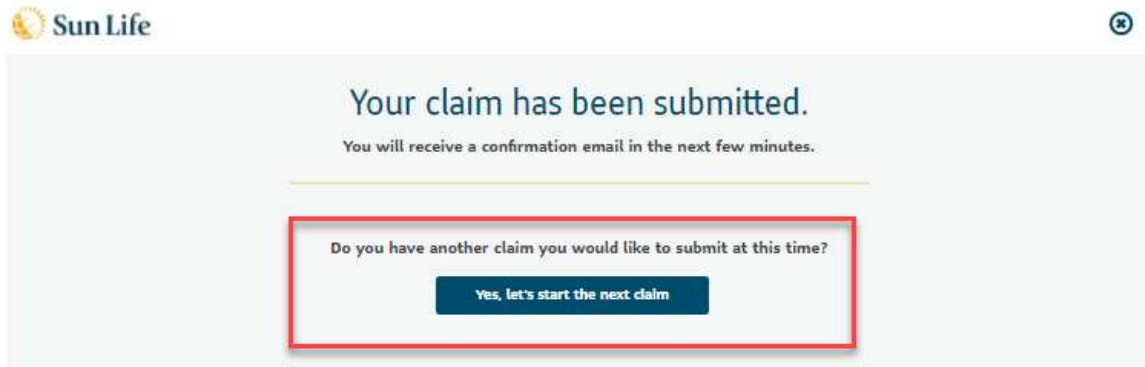 Sun Life
Your claim has been submitted.
You will receive a confirmation email in the next few minutes.
Do you have another claim you would like to submit at this time?
Yes, let's start the next claim